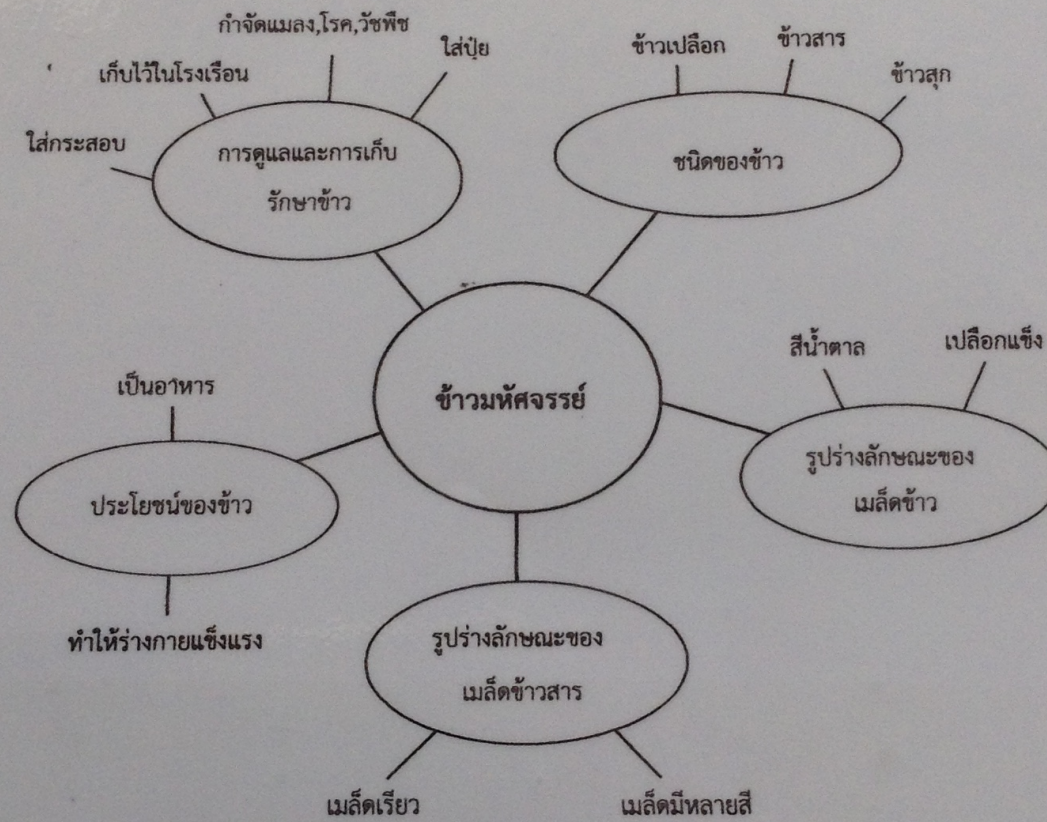 กำจัดแมลง,โรค,วัชพืช
ใส่ปุ๋ย
เก็บไว้ในโรงเรือน
ใส่กระสอบ
การดูแลและการเก็บ
รักษาข้าว
ข้าวเปลือก
ข้าวสาร
ข้าวสุก
ชนิดของข้าว
ข้าวมหัศจรรย์
สีน้ำตาล
เปลือกแข็ง
รูปร่างลักษณะของ
เมล็ดข้าว
เป็นอาหาร
ประโยชน์ของข้าว
ทำให้ร่างกายแข็งแรง
รูปร่างลักษณะของ
เมล็ดข้าวสาร
เมล็ดเรียว
เมล็ดมีหลายสี